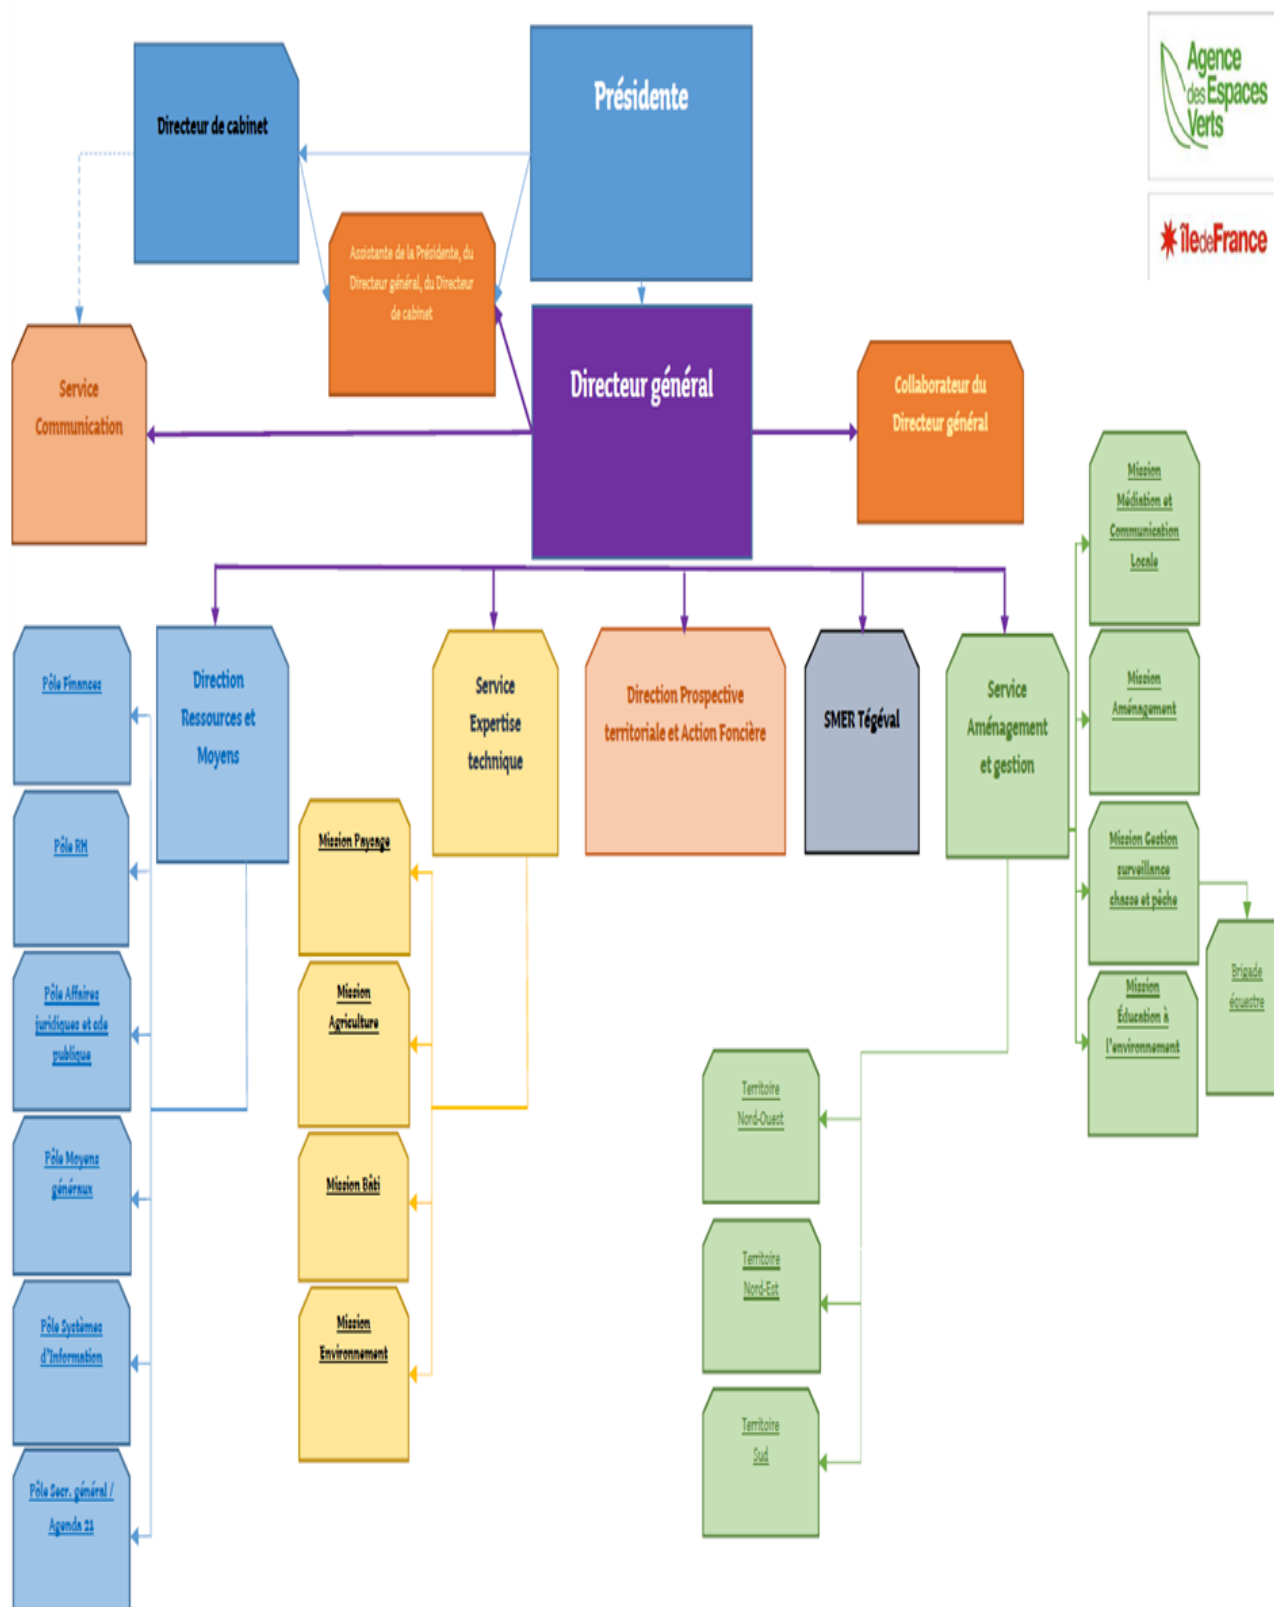 Agence
des Espaces
Verts
îledeFrance
Présidente
Directeur de cabinet
Assistante de la Présidente, du
Directeur général, du Directeur
de cabinet
Directeur général
Collaborateur du
Directeur général
Service
Communication
Direction
Ressources et
Moyens
Pôle Finances
Pôle RH
Pôle Affaires
juridiques et cde
publique
Pôle Moyens
généraux
Pôle Systèmes
d'Information
Pôle Secr. général /
Agenda 21
Service
Expertise
technique
Mission Paysage
Mission
Agriculture
Mission Bâti
Mission
Environnement
Direction Prospective
territoriale et Action Foncière
SMER Tégéval
Service
Aménagement
et gestion
Mission
Médiation et
Communication
Locale
Mission
Aménagement
Mission Gestion
surveillance
chasse et pêche
Brigade
équestre
Mission
Éducation à
l'environnement
Territoire
Nord-Ouest
Territoire
Nord-Est
Territoire
Sud